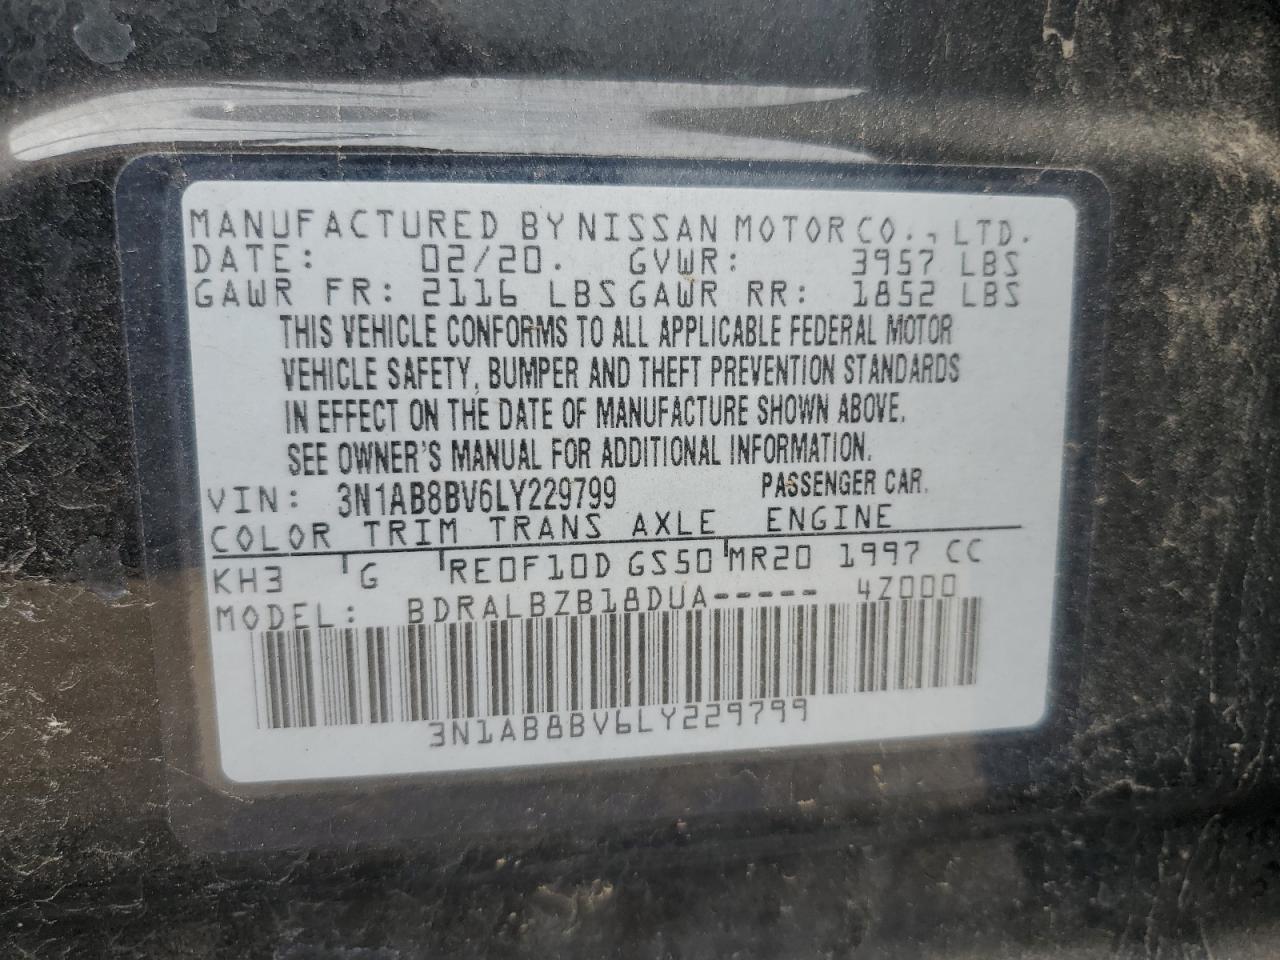 MANUFACTURED BY NISSAN MOTOR CO., LTD.
DATE: 02/20. GVWR: 3957 LBS
GAWR FR: 2116 LBS GAWR RR: 1852 LBS
THIS VEHICLE CONFORMS TO ALL APPLICABLE FEDERAL MOTOR
VEHICLE SAFETY, BUMPER AND THEFT PREVENTION STANDARDS
IN EFFECT ON THE DATE OF MANUFACTURE SHOWN ABOVE.
SEE OWNER'S MANUAL FOR ADDITIONAL INFORMATION.
VIN: 3N1AB8BV6LY229799 PASSENGER CAR.
COLOR TRIM TRANS AXLE ENGINE
KH3 G RE0F10D GS50 MR20 1997 CC
MODEL: BDRALBZB18DUA----- 4Z000
3N1AB8BV6LY229799